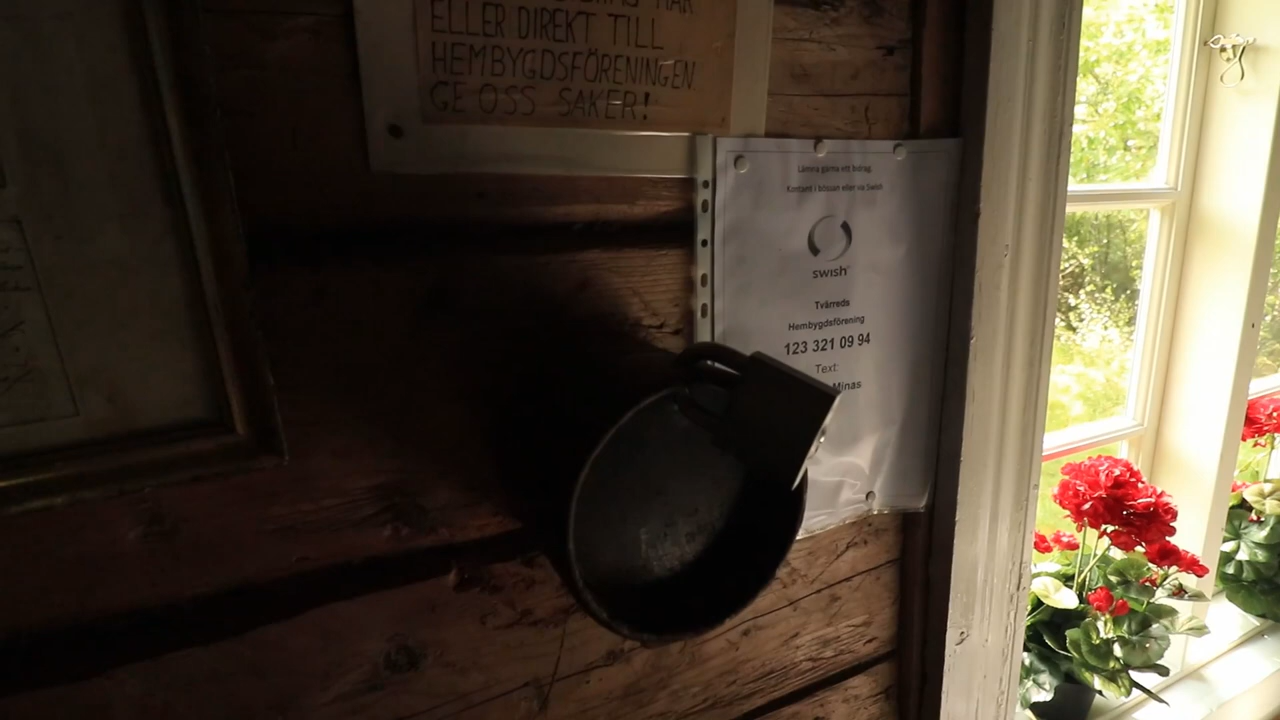 ELLER DIREKT TILL
HEMBYGDSFÖRENINGEN
GE OSS SAKER!
Lämna gärna ett bidrag
Kontant i bössan eller via Swish
swish
Tvärreds
Hembygdsförening
123 321 09 94
Text:
Minas